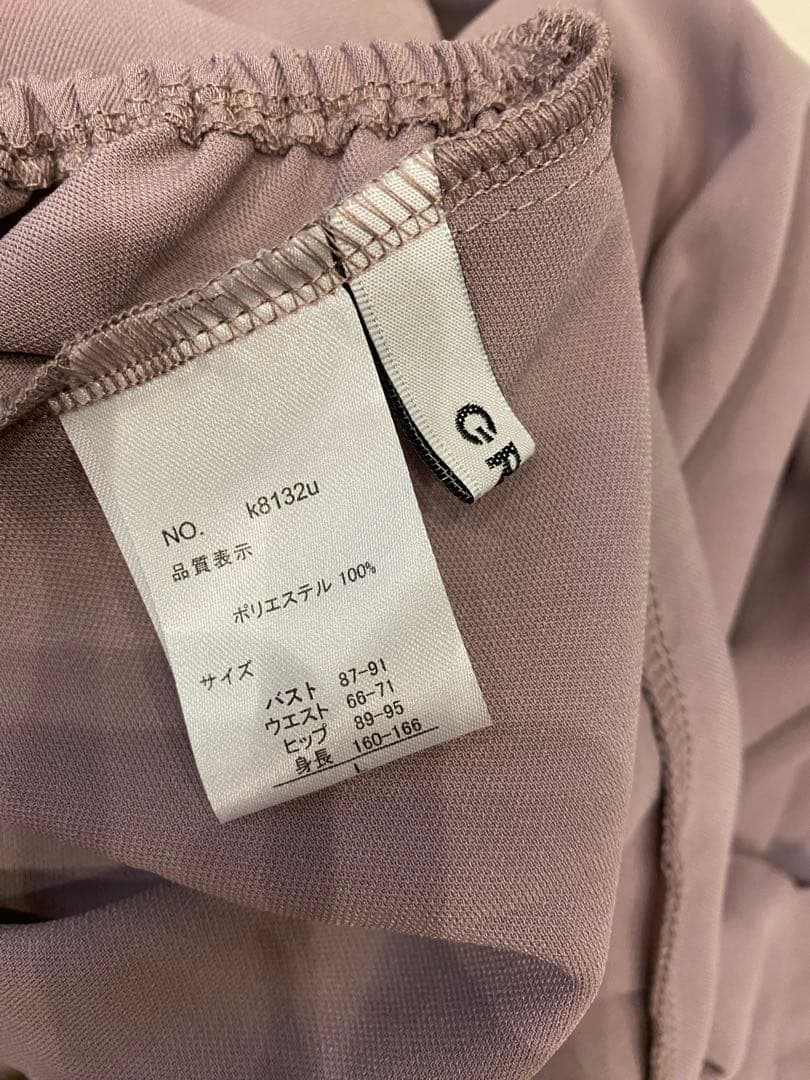 GR
NO. k8132u
品質表示
ポリエステル 100%
サイズ
バスト 87-91
ウエスト 66-71
ヒップ 89-95
身長 160-166
L